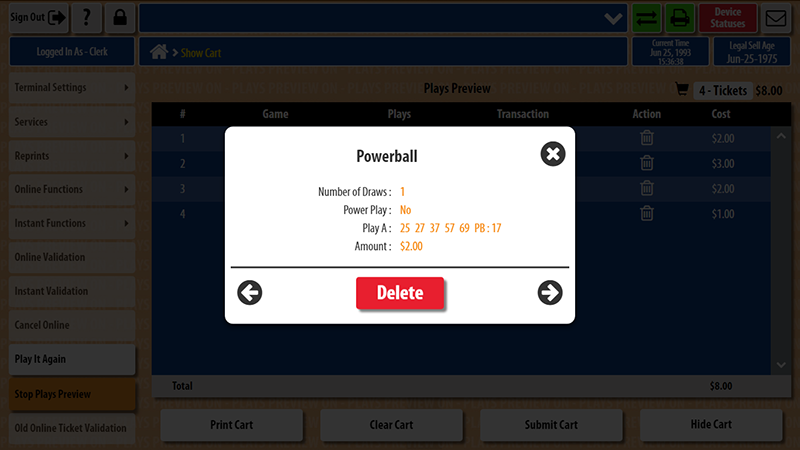 Sign Out
?
Device
Statuses
Logged In As - Clerk
> Show Cart
Current Time
Jun 25, 1993
15:36:38
Legal Sell Age
Jun-25-1975
Terminal Settings
Services
Reprints
Online Functions
Instant Functions
Online Validation
Instant Validation
Cancel Online
Play It Again
Stop Plays Preview
Old Online Ticket Validation
Plays Preview
4 - Tickets $8.00
# Game Plays Transaction Action Cost
1 $2.00
2 $3.00
3 $2.00
4 $1.00
Powerball
Number of Draws : 1
Power Play : No
Play A : 25 27 37 57 69 PB : 17
Amount : $2.00
Delete
Total $8.00
Print Cart
Clear Cart
Submit Cart
Hide Cart